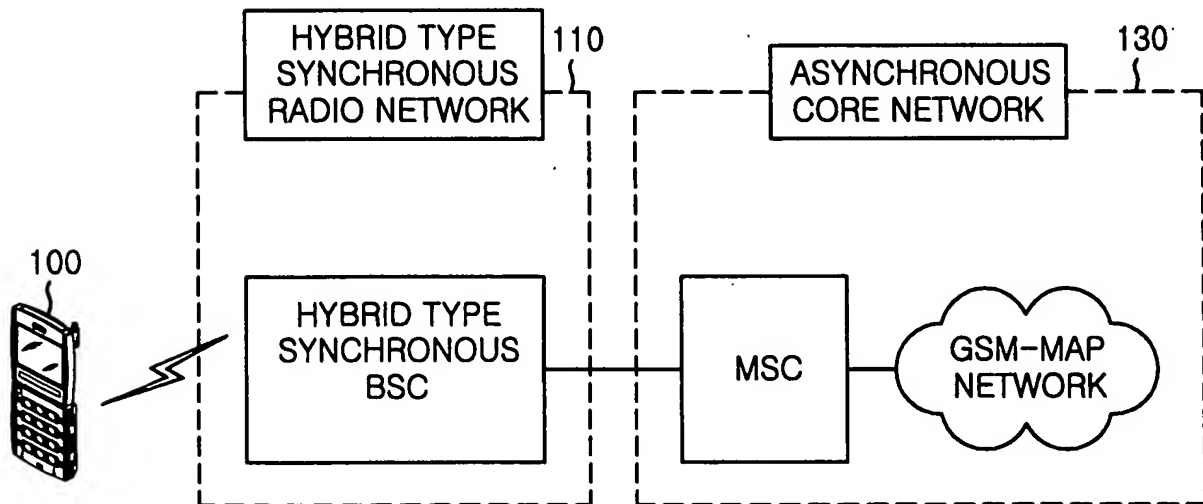 HYBRID TYPE
SYNCHRONOUS
RADIO NETWORK
110
ASYNCHRONOUS
CORE NETWORK
130
100
HYBRID TYPE
SYNCHRONOUS
BSC
MSC
GSM-MAP
NETWORK